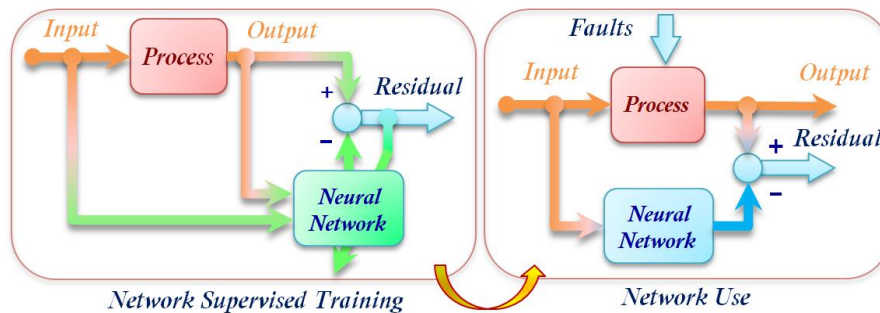 Input
Output
Process
Residual
+
−
Neural
Network
Network Supervised Training
Faults
Input
Output
Process
Residual
+
−
Neural
Network
Network Use